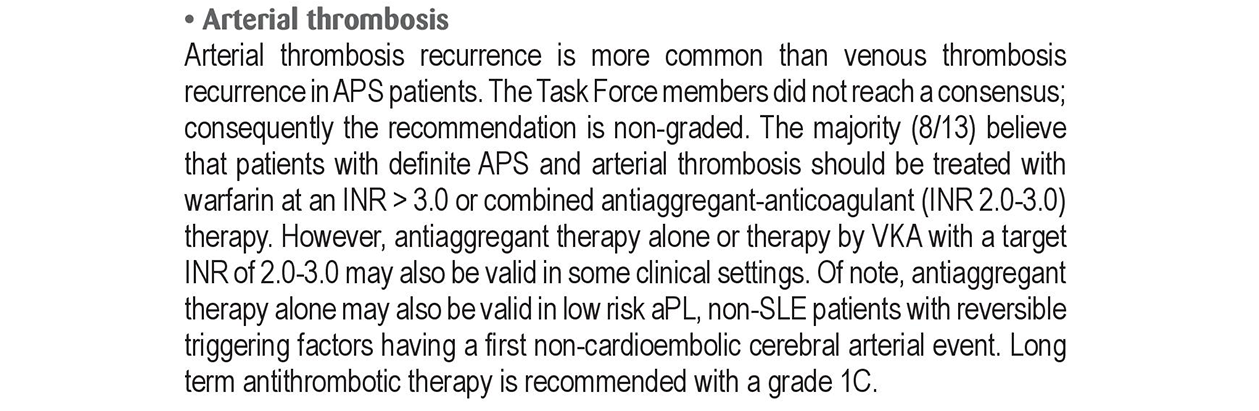 • Arterial thrombosis
Arterial thrombosis recurrence is more common than venous thrombosis
recurrence in APS patients. The Task Force members did not reach a consensus;
consequently the recommendation is non-graded. The majority (8/13) believe
that patients with definite APS and arterial thrombosis should be treated with
warfarin at an INR > 3.0 or combined antiaggregant-anticoagulant (INR 2.0-3.0)
therapy. However, antiaggregant therapy alone or therapy by VKA with a target
INR of 2.0-3.0 may also be valid in some clinical settings. Of note, antiaggregant
therapy alone may also be valid in low risk aPL, non-SLE patients with reversible
triggering factors having a first non-cardioembolic cerebral arterial event. Long
term antithrombotic therapy is recommended with a grade 1C.